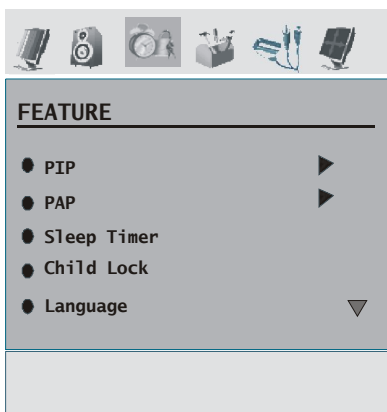 FEATURE
PIP
PAP
Sleep Timer
Child Lock
Language